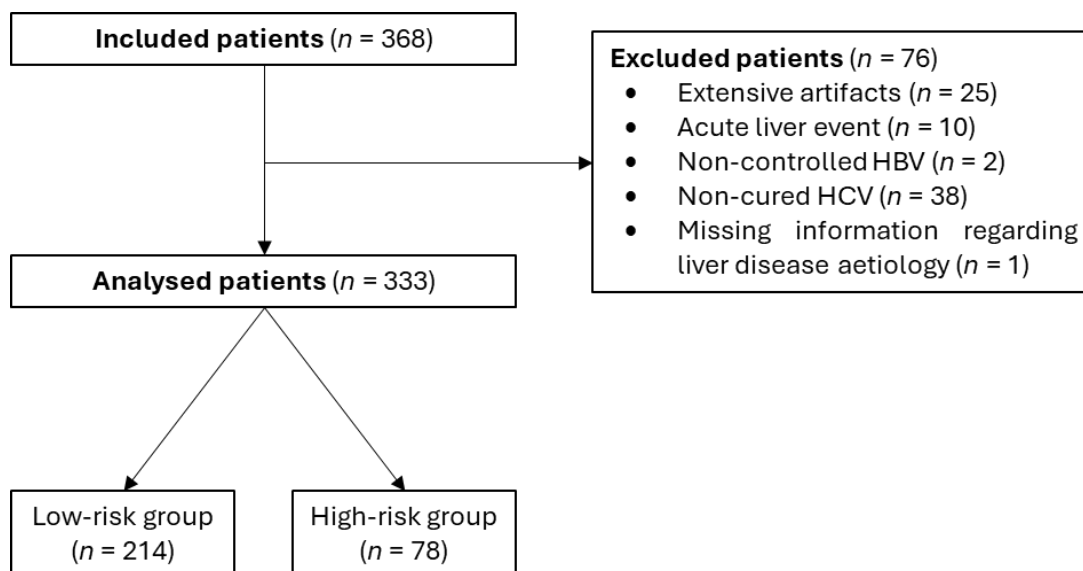 Included patients (n = 368)
Excluded patients (n = 76)
• Extensive artifacts (n = 25)
• Acute liver event (n = 10)
• Non-controlled HBV (n = 2)
• Non-cured HCV (n = 38)
• Missing information regarding
liver disease aetiology (n = 1)
Analysed patients (n = 333)
Low-risk group
(n = 214)
High-risk group
(n = 78)